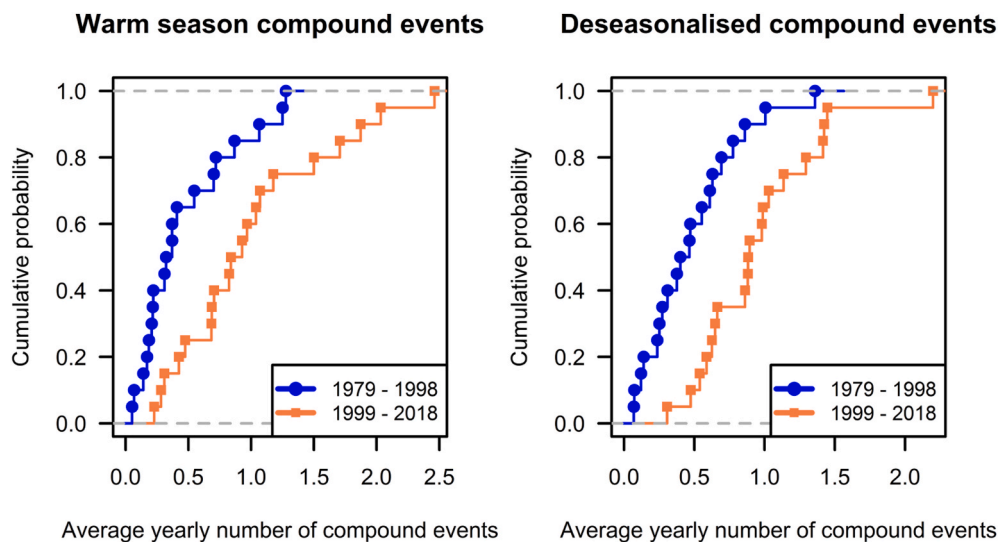 Warm season compound events
Cumulative probability
1.0
0.8
0.6
0.4
0.2
0.0
1979 - 1998
1999 - 2018
0.0 0.5 1.0 1.5 2.0 2.5
Average yearly number of compound events
Deseasonalised compound events
Cumulative probability
1.0
0.8
0.6
0.4
0.2
0.0
1979 - 1998
1999 - 2018
0.0 0.5 1.0 1.5 2.0
Average yearly number of compound events